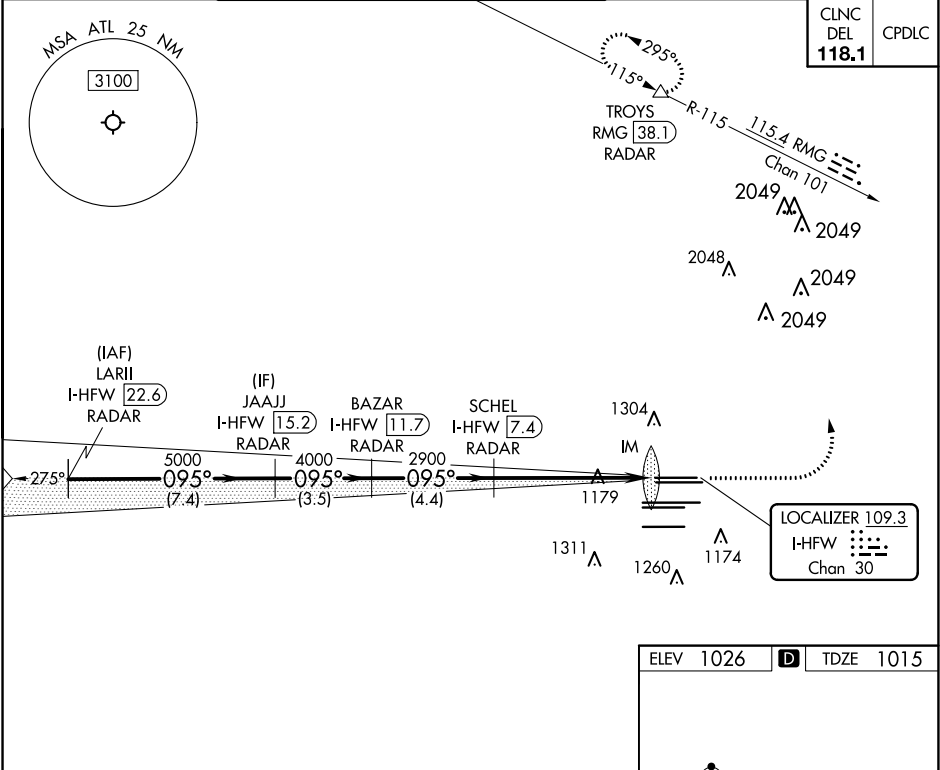 MSA ATL 25 NM
3100
CLNC
DEL
118.1
CPDLC
295°
115°
TROYS
RMG 38.1
RADAR
R-115
115.4 RMG
Chan 101
2049
2049
2048
2049
2049
(IAF)
LARII
I-HFW 22.6
RADAR
(IF)
JAAJJ
I-HFW 15.2
RADAR
BAZAR
I-HFW 11.7
RADAR
SCHEL
I-HFW 7.4
RADAR
1304
IM
275°
5000
095°
(7.4)
4000
095°
(3.5)
2900
095°
(4.4)
1179
1311
1260
1174
LOCALIZER 109.3
I-HFW
Chan 30
ELEV 1026 D TDZE 1015